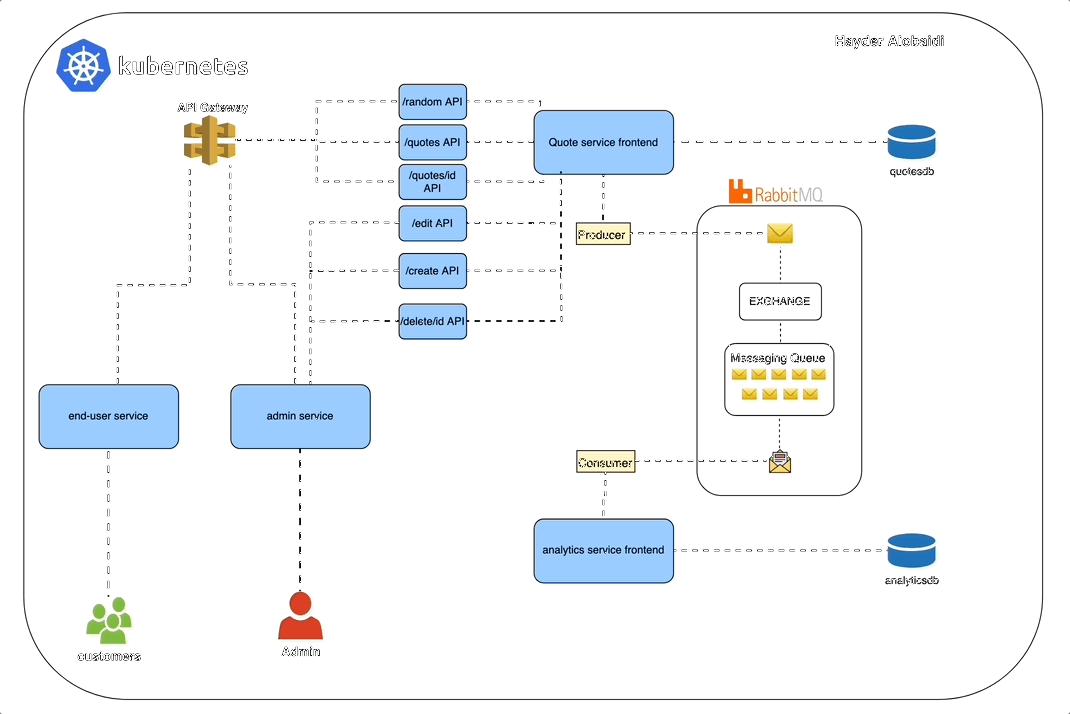 Hayder Alobaidi
kubernetes
API Gateway
/random API
/quotes API
/quotes/id
API
/edit API
/create API
/delete/id API
Quote service frontend
quotesdb
RabbitMQ
Producer
EXCHANGE
Messaging Queue
end-user service
admin service
Consumer
analytics service frontend
analyticsdb
customers
Admin